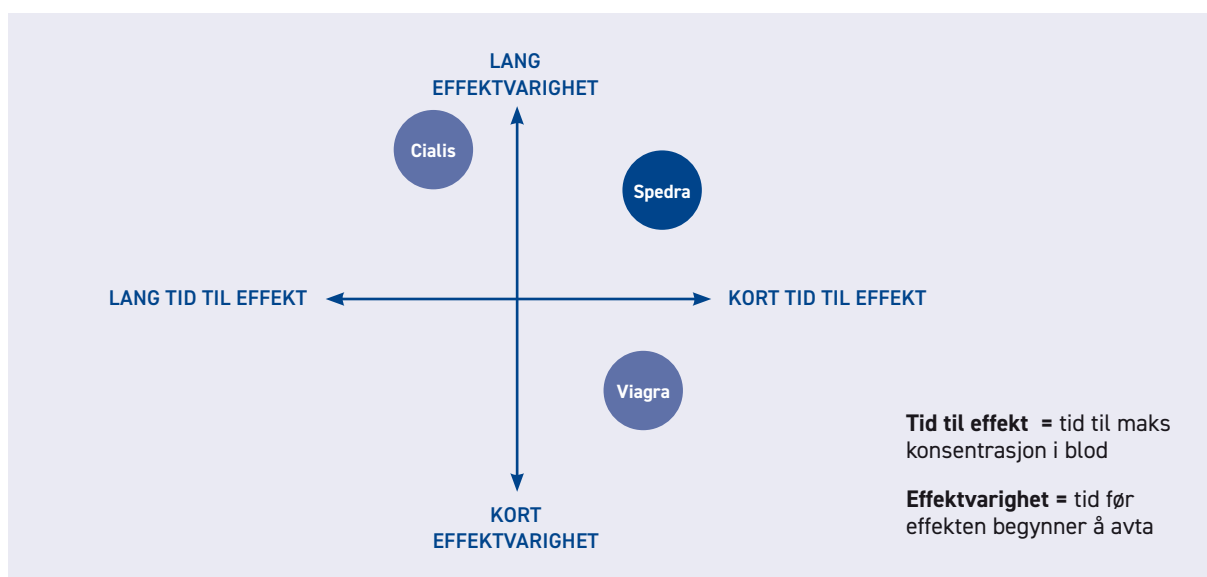 LANG
EFFEKTVARIGHET
Cialis
Spedra
LANG TID TIL EFFEKT
KORT TID TIL EFFEKT
Viagra
Tid til effekt = tid til maks
konsentrasjon i blod
Effektvarighet = tid før
effekten begynner å avta
KORT
EFFEKTVARIGHET